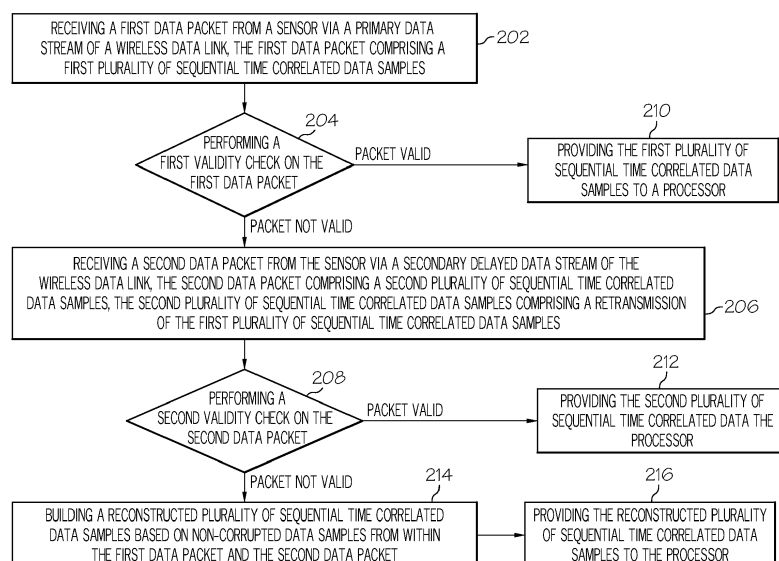 RECEIVING A FIRST DATA PACKET FROM A SENSOR VIA A PRIMARY DATA
STREAM OF A WIRELESS DATA LINK, THE FIRST DATA PACKET COMPRISING A
FIRST PLURALITY OF SEQUENTIAL TIME CORRELATED DATA SAMPLES
202
204
PERFORMING A
FIRST VALIDITY CHECK ON THE
FIRST DATA PACKET
PACKET VALID
210
PROVIDING THE FIRST PLURALITY OF
SEQUENTIAL TIME CORRELATED DATA
SAMPLES TO A PROCESSOR
PACKET NOT VALID
RECEIVING A SECOND DATA PACKET FROM THE SENSOR VIA A SECONDARY DELAYED DATA STREAM OF THE
WIRELESS DATA LINK, THE SECOND DATA PACKET COMPRISING A SECOND PLURALITY OF SEQUENTIAL TIME CORRELATED
DATA SAMPLES, THE SECOND PLURALITY OF SEQUENTIAL TIME CORRELATED DATA SAMPLES COMPRISING A RETRANSMISSION
OF THE FIRST PLURALITY OF SEQUENTIAL TIME CORRELATED DATA SAMPLES
206
208
PERFORMING A
SECOND VALIDITY CHECK ON THE
SECOND DATA PACKET
PACKET VALID
212
PROVIDING THE SECOND PLURALITY OF
SEQUENTIAL TIME CORRELATED DATA THE
PROCESSOR
PACKET NOT VALID
214
BUILDING A RECONSTRUCTED PLURALITY OF SEQUENTIAL TIME CORRELATED
DATA SAMPLES BASED ON NON-CORRUPTED DATA SAMPLES FROM WITHIN
THE FIRST DATA PACKET AND THE SECOND DATA PACKET
216
PROVIDING THE RECONSTRUCTED PLURALITY
OF SEQUENTIAL TIME CORRELATED DATA
SAMPLES TO THE PROCESSOR